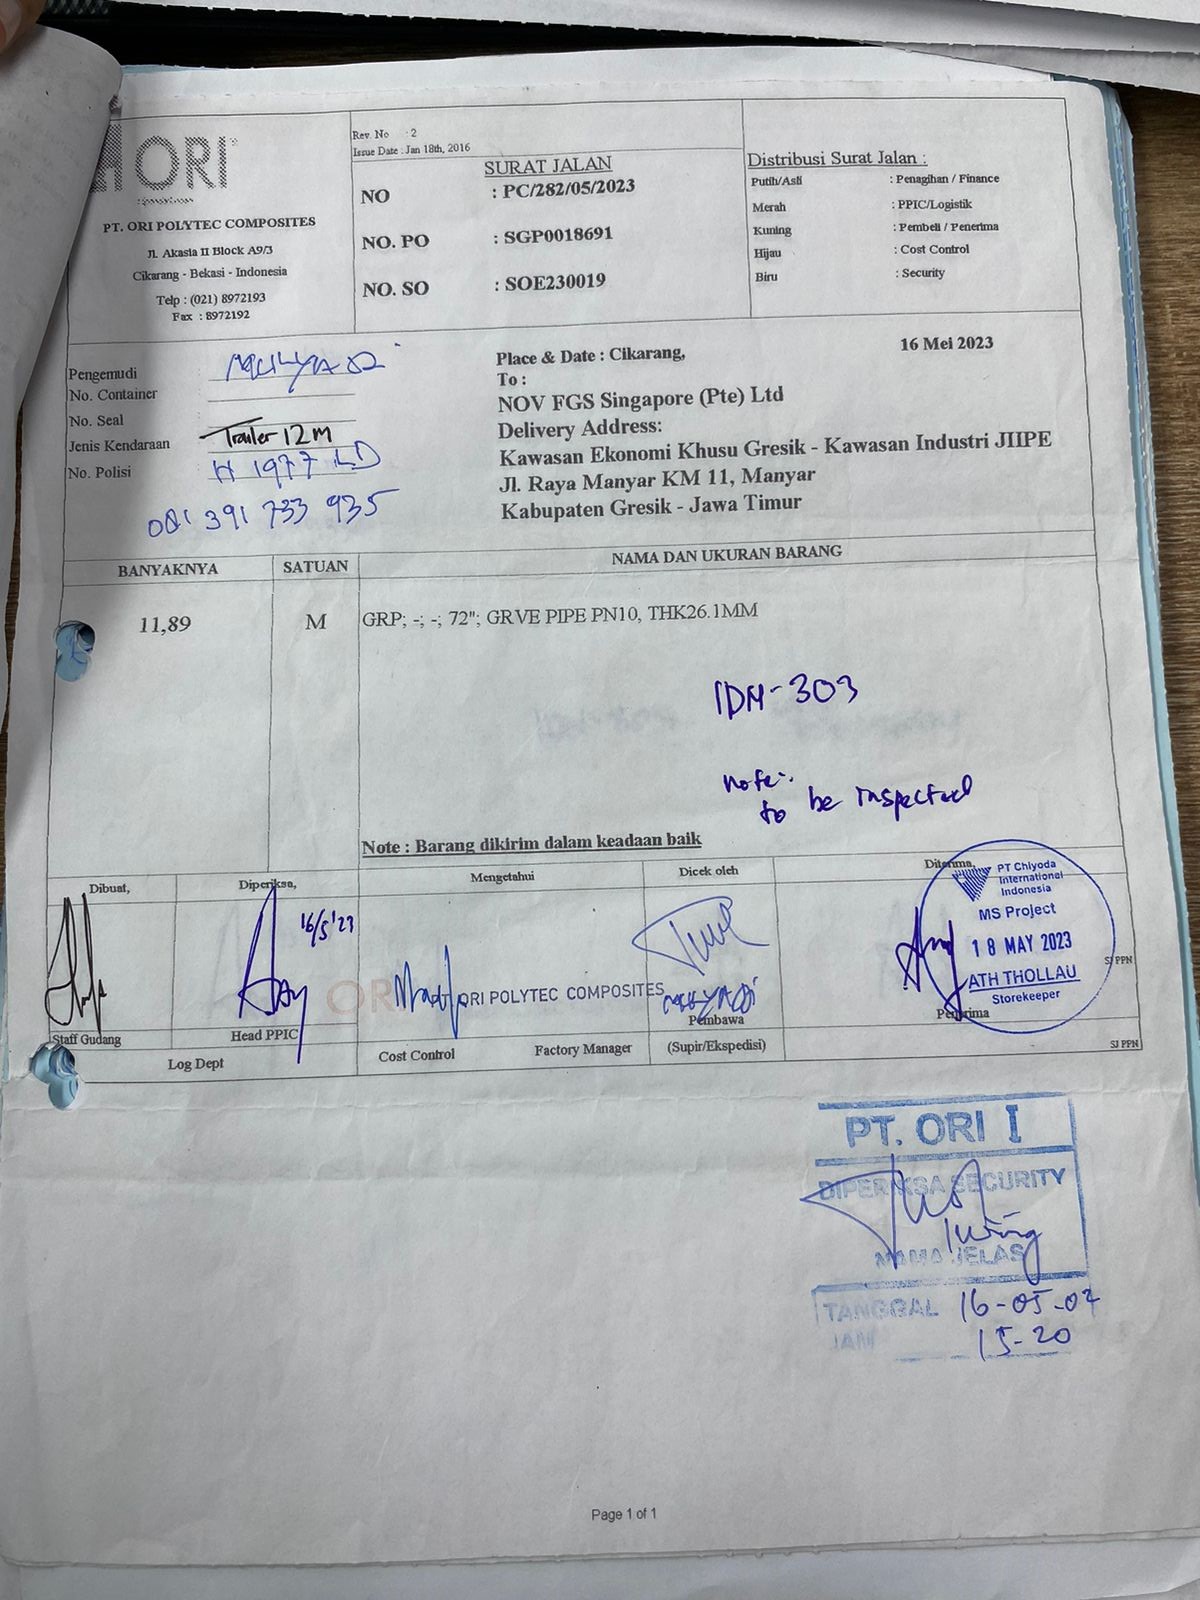 ORI
PT. ORI POLYTEC COMPOSITES
Jl. Akasia II Block A9/3
Cikarang - Bekasi - Indonesia
Telp : (021) 8972193
Fax : 8972192
Rev. No : 2
Issue Date : Jan 18th, 2016
SURAT JALAN
NO : PC/282/05/2023
NO. PO : SGP0018691
NO. SO : SOE230019
Distribusi Surat Jalan :
Putih/Asli : Penagihan / Finance
Merah : PPIC/Logistik
Kuning : Pembeli / Penerima
Hijau : Cost Control
Biru : Security
Pengemudi
No. Container
No. Seal
Jenis Kendaraan Trailer 12M
No. Polisi H 1977 LD
081 391 733 935
Place & Date : Cikarang, 16 Mei 2023
To :
NOV FGS Singapore (Pte) Ltd
Delivery Address:
Kawasan Ekonomi Khusu Gresik - Kawasan Industri JIIPE
Jl. Raya Manyar KM 11, Manyar
Kabupaten Gresik - Jawa Timur
BANYAKNYA SATUAN NAMA DAN UKURAN BARANG
11,89 M GRP; -; -; 72"; GRVE PIPE PN10, THK26.1MM
IDM-303
note:
to be inspected
Note : Barang dikirim dalam keadaan baik
Dibuat, Diperiksa, Mengetahui Dicek oleh Diterima,
16/5'23
PT Chiyoda
International
Indonesia
MS Project
18 MAY 2023
ATH THOLLAU
Storekeeper
ORI POLYTEC COMPOSITES
SJ PPN
Staff Gudang Head PPIC Pembawa Penerima
Log Dept Cost Control Factory Manager (Supir/Ekspedisi) SJ PPN
PT. ORI I
DIPERIKSA SECURITY
NAMA JELAS
TANGGAL 16-05-02
JAM 15-20
Page 1 of 1